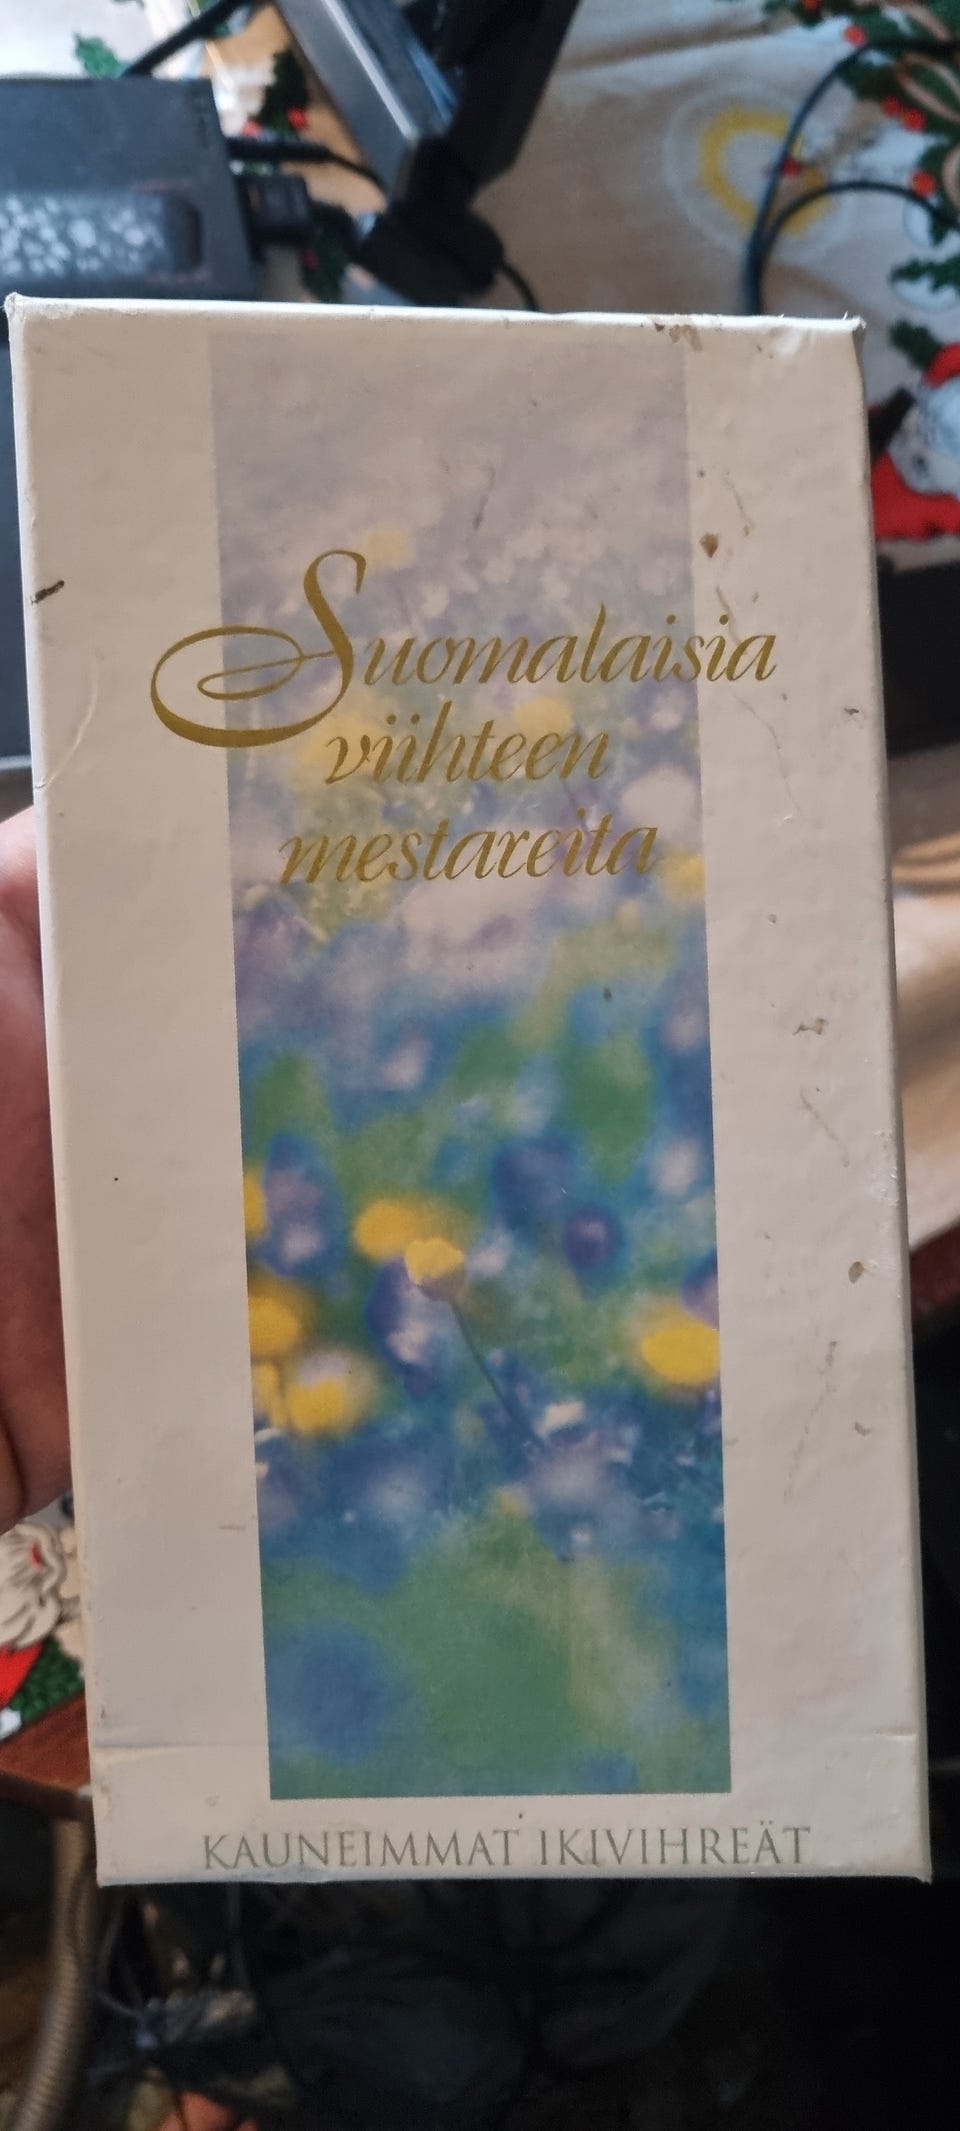 Suomalaisia
viihteen
mestareita
KAUNEIMMAT IKIVIHREÄT